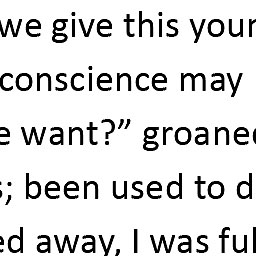 we give this your
conscience may
e want?” groaned
s; been used to d
ed away, I was ful